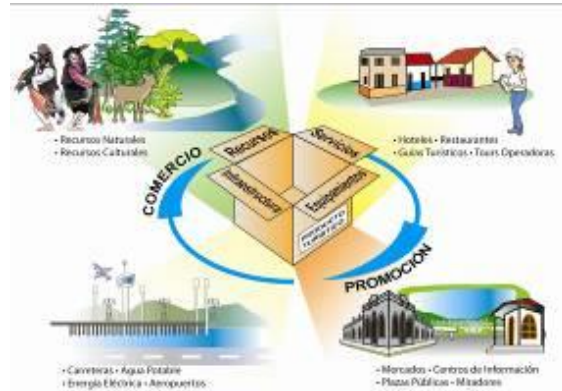 • Recursos Naturales
• Recursos Culturales
• Hoteles • Restaurantes
• Guías Turísticos • Tours Operadoras
Recursos
Servicios
Infraestructura
Equipamientos
PRODUCTO
TURÍSTICO
COMERCIO
PROMOCIÓN
• Carreteras • Agua Potable
• Energía Eléctrica • Aeropuertos
• Mercados • Centros de Información
• Plazas Públicas • Miradores